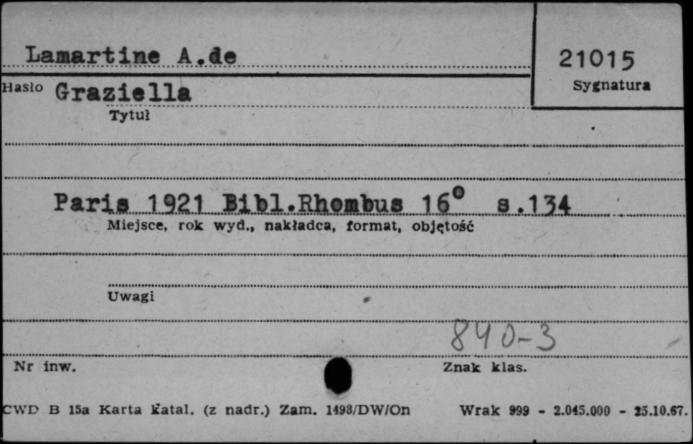 Lamartine A.de
21015
Sygnatura
Hasło Graziella
Tytuł
Paris 1921 Bibl.Rhombus 16° s.134
Miejsce, rok wyd., nakładca, format, objętość
Uwagi
840-3
Nr inw.
Znak klas.
CWD B 15a Karta katal. (z nadr.) Zam. 1498/DW/On Wrak 999 - 2.045.000 - 25.10.67.